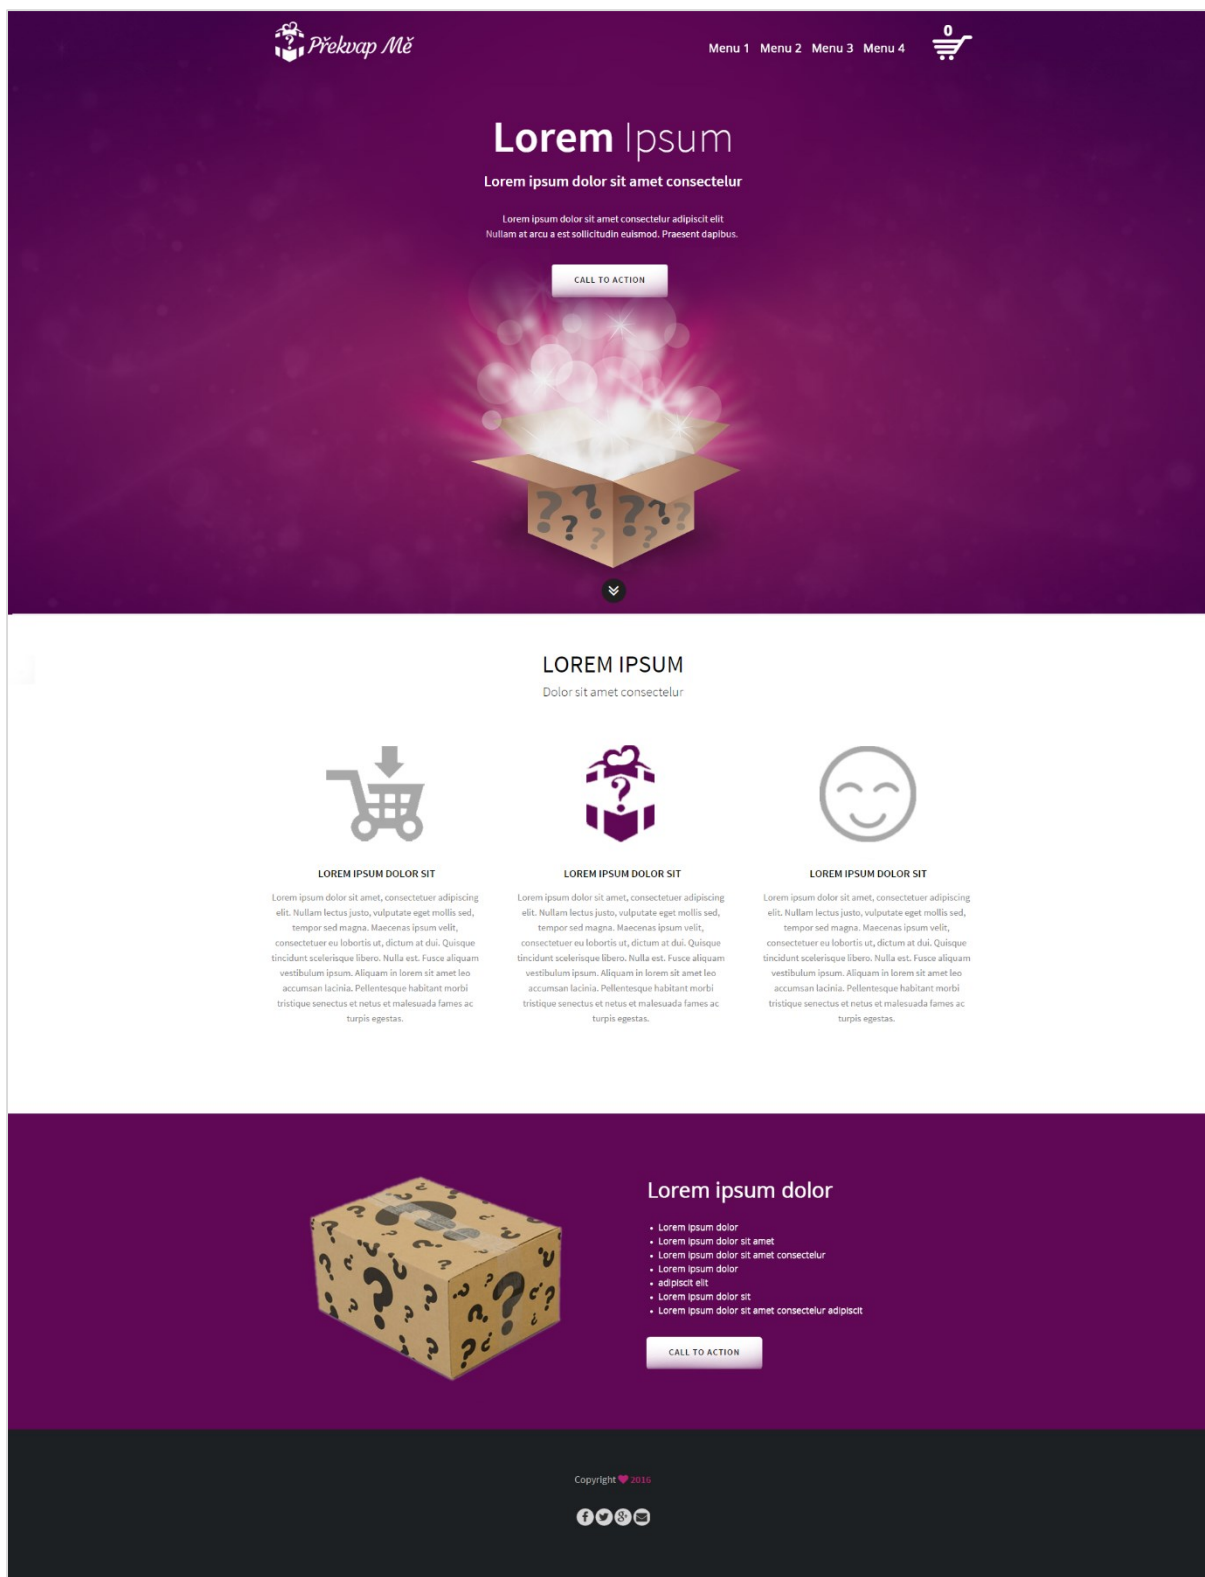 Překvap Mě
Menu 1 Menu 2 Menu 3 Menu 4
0
Lorem Ipsum
Lorem ipsum dolor sit amet consectelur
Lorem ipsum dolor sit amet consectelur adipiscit elit
Nullam at arcu a est sollicitudin euismod. Praesent dapibus.
CALL TO ACTION
LOREM IPSUM
Dolor sit amet consectelur
LOREM IPSUM DOLOR SIT
Lorem ipsum dolor sit amet, consectetuer adipiscing
elit. Nullam lectus justo, vulputate eget mollis sed,
tempor sed magna. Maecenas ipsum velit,
consectetuer eu lobortis ut, dictum at dui. Quisque
tincidunt scelerisque libero. Nulla est. Fusce aliquam
vestibulum ipsum. Aliquam in lorem sit amet leo
accumsan lacinia. Pellentesque habitant morbi
tristique senectus et netus et malesuada fames ac
turpis egestas.
LOREM IPSUM DOLOR SIT
Lorem ipsum dolor sit amet, consectetuer adipiscing
elit. Nullam lectus justo, vulputate eget mollis sed,
tempor sed magna. Maecenas ipsum velit,
consectetuer eu lobortis ut, dictum at dui. Quisque
tincidunt scelerisque libero. Nulla est. Fusce aliquam
vestibulum ipsum. Aliquam in lorem sit amet leo
accumsan lacinia. Pellentesque habitant morbi
tristique senectus et netus et malesuada fames ac
turpis egestas.
LOREM IPSUM DOLOR SIT
Lorem ipsum dolor sit amet, consectetuer adipiscing
elit. Nullam lectus justo, vulputate eget mollis sed,
tempor sed magna. Maecenas ipsum velit,
consectetuer eu lobortis ut, dictum at dui. Quisque
tincidunt scelerisque libero. Nulla est. Fusce aliquam
vestibulum ipsum. Aliquam in lorem sit amet leo
accumsan lacinia. Pellentesque habitant morbi
tristique senectus et netus et malesuada fames ac
turpis egestas.
Lorem ipsum dolor
• Lorem ipsum dolor
• Lorem ipsum dolor sit amet
• Lorem ipsum dolor sit amet consectelur
• Lorem ipsum dolor
• adipiscit elit
• Lorem ipsum dolor sit
• Lorem ipsum dolor sit amet consectelur adipiscit
CALL TO ACTION
Copyright ♥ 2016